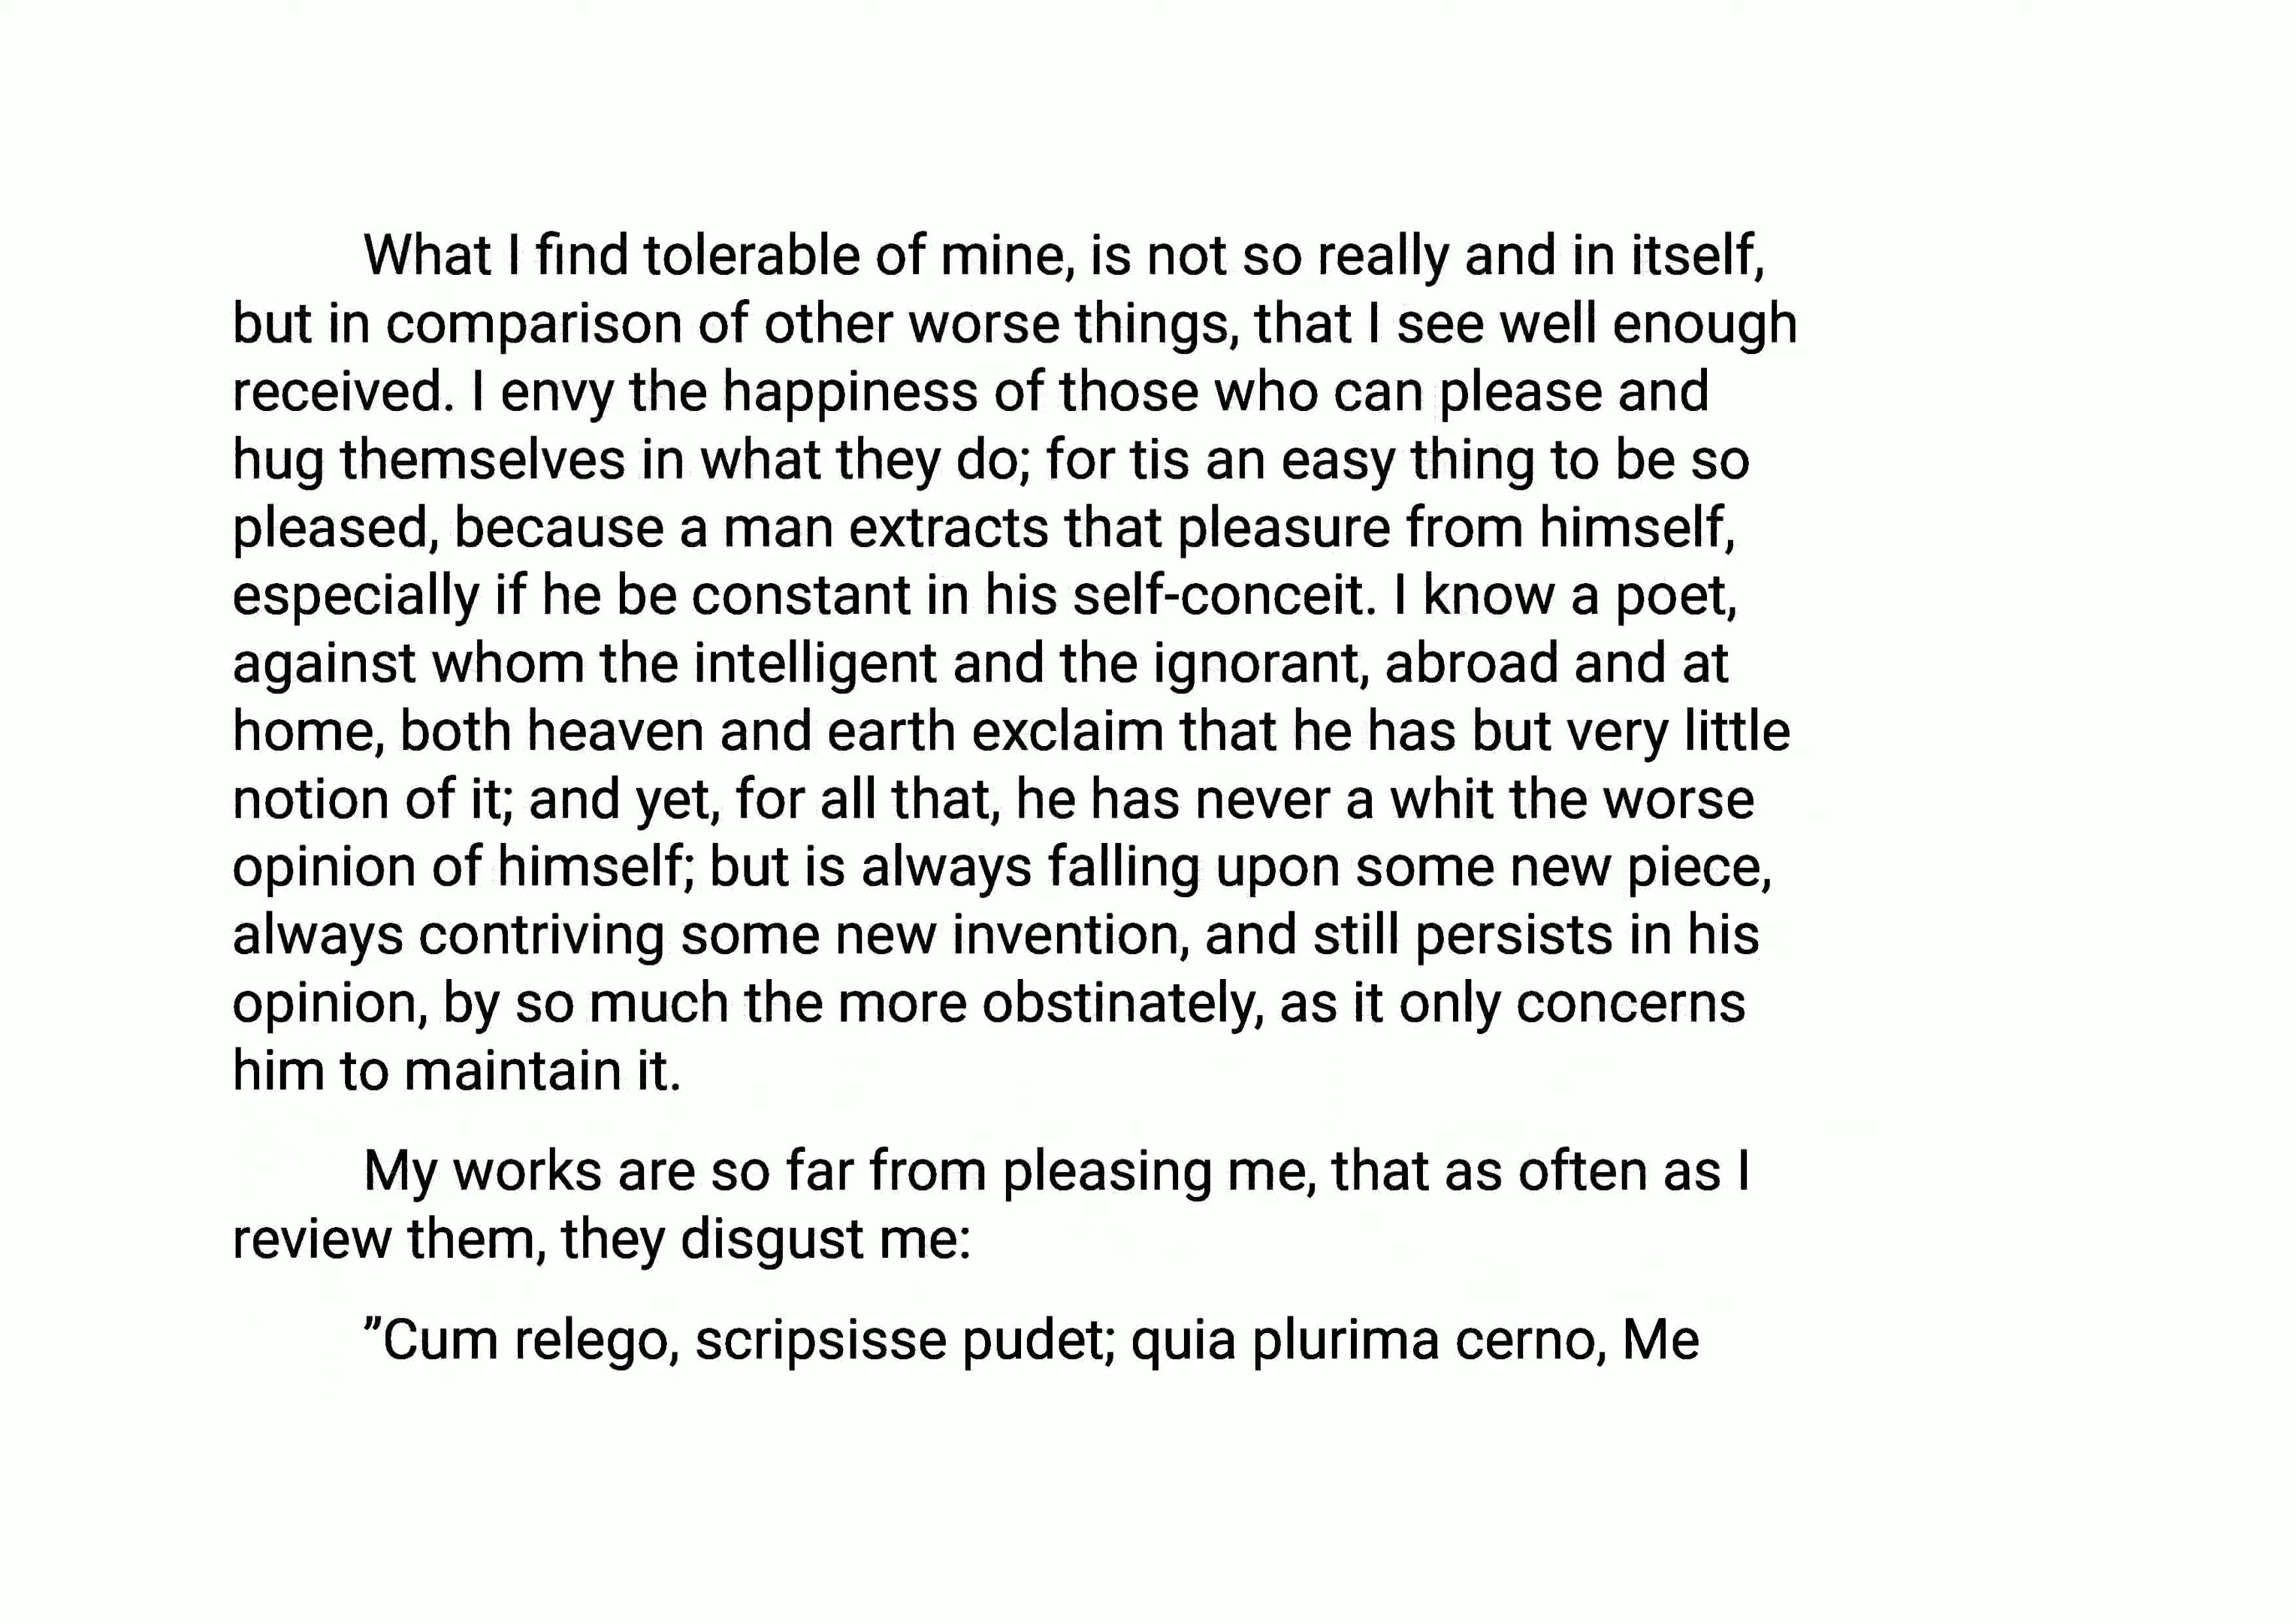 What I find tolerable of mine, is not so really and in itself,
but in comparison of other worse things, that I see well enough
received. I envy the happiness of those who can please and
hug themselves in what they do; for tis an easy thing to be so
pleased, because a man extracts that pleasure from himself,
especially if he be constant in his self-conceit. I know a poet,
against whom the intelligent and the ignorant, abroad and at
home, both heaven and earth exclaim that he has but very little
notion of it; and yet, for all that, he has never a whit the worse
opinion of himself; but is always falling upon some new piece,
always contriving some new invention, and still persists in his
opinion, by so much the more obstinately, as it only concerns
him to maintain it.
My works are so far from pleasing me, that as often as I
review them, they disgust me:
”Cum relego, scripsisse pudet; quia plurima cerno, Me